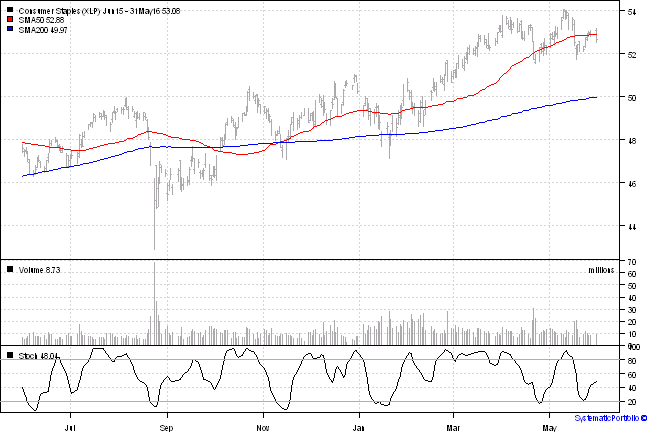 Consumer Staples (XLP) Jun15 - 31May16 53.08
SMA50 52.88
SMA200 49.97
54
52
50
48
46
44
Volume 8.73
millions
70
60
50
40
30
20
10
0
Stoch 48.04
100
80
60
40
20
Jul
Sep
Nov
Jan
Mar
May
SystematicPortfolio ©